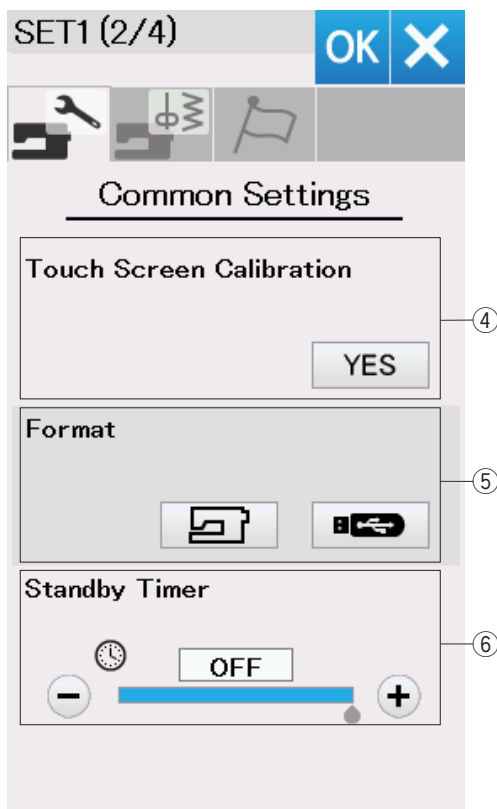 SET1 (2/4)
OK
Common Settings
Touch Screen Calibration
④
YES
Format
⑤
Standby Timer
⑥
OFF